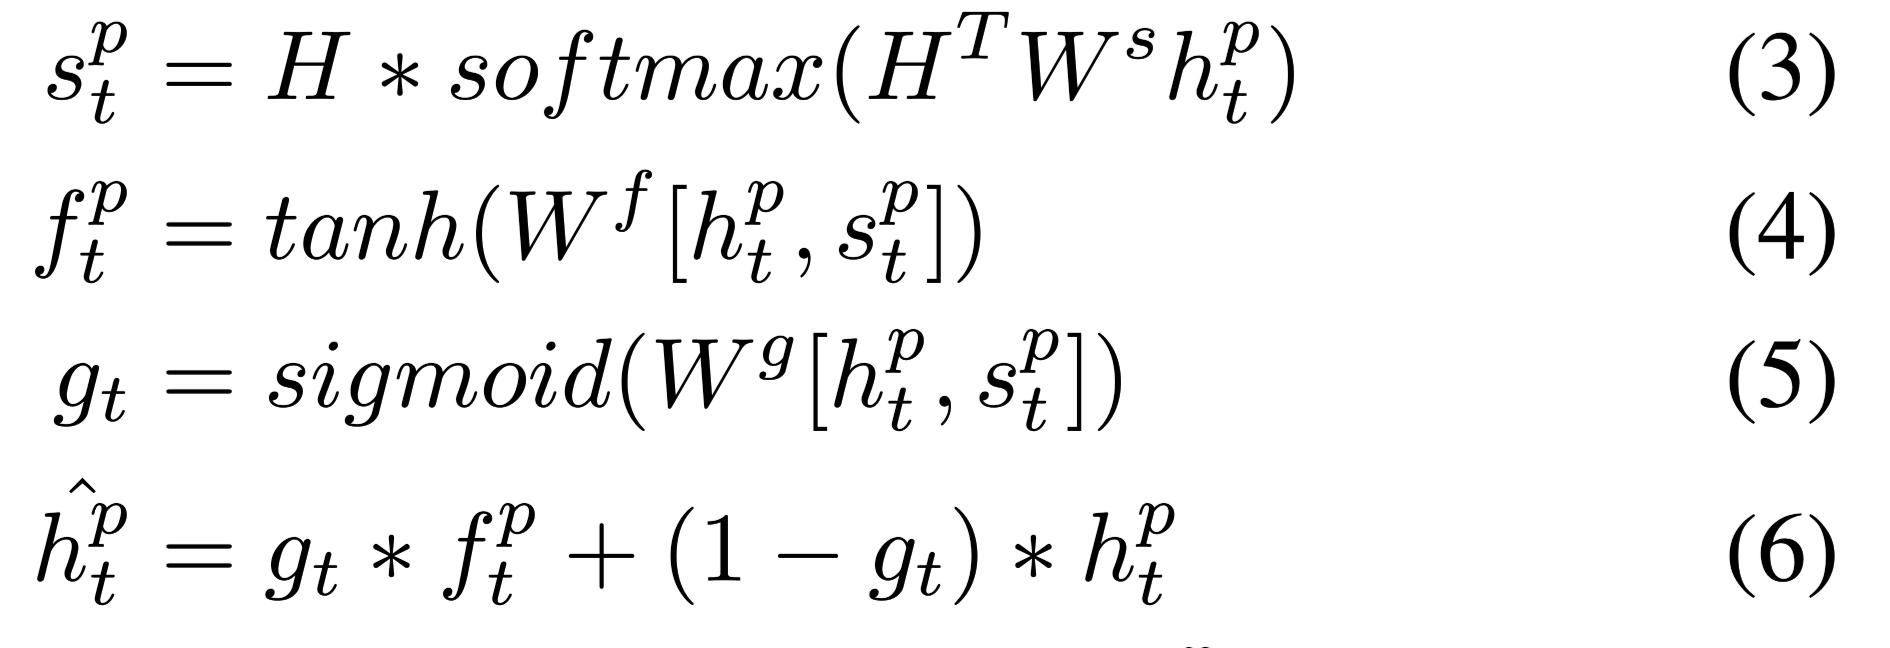 s_t^p = H * softmax(H^T W^s h_t^p) (3)
f_t^p = tanh(W^f [h_t^p, s_t^p]) (4)
g_t = sigmoid(W^g [h_t^p, s_t^p]) (5)
\hat{h_t^p} = g_t * f_t^p + (1 - g_t) * h_t^p (6)